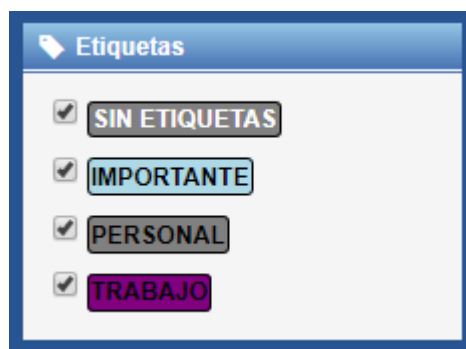 Etiquetas
SIN ETIQUETAS
IMPORTANTE
PERSONAL
TRABAJO